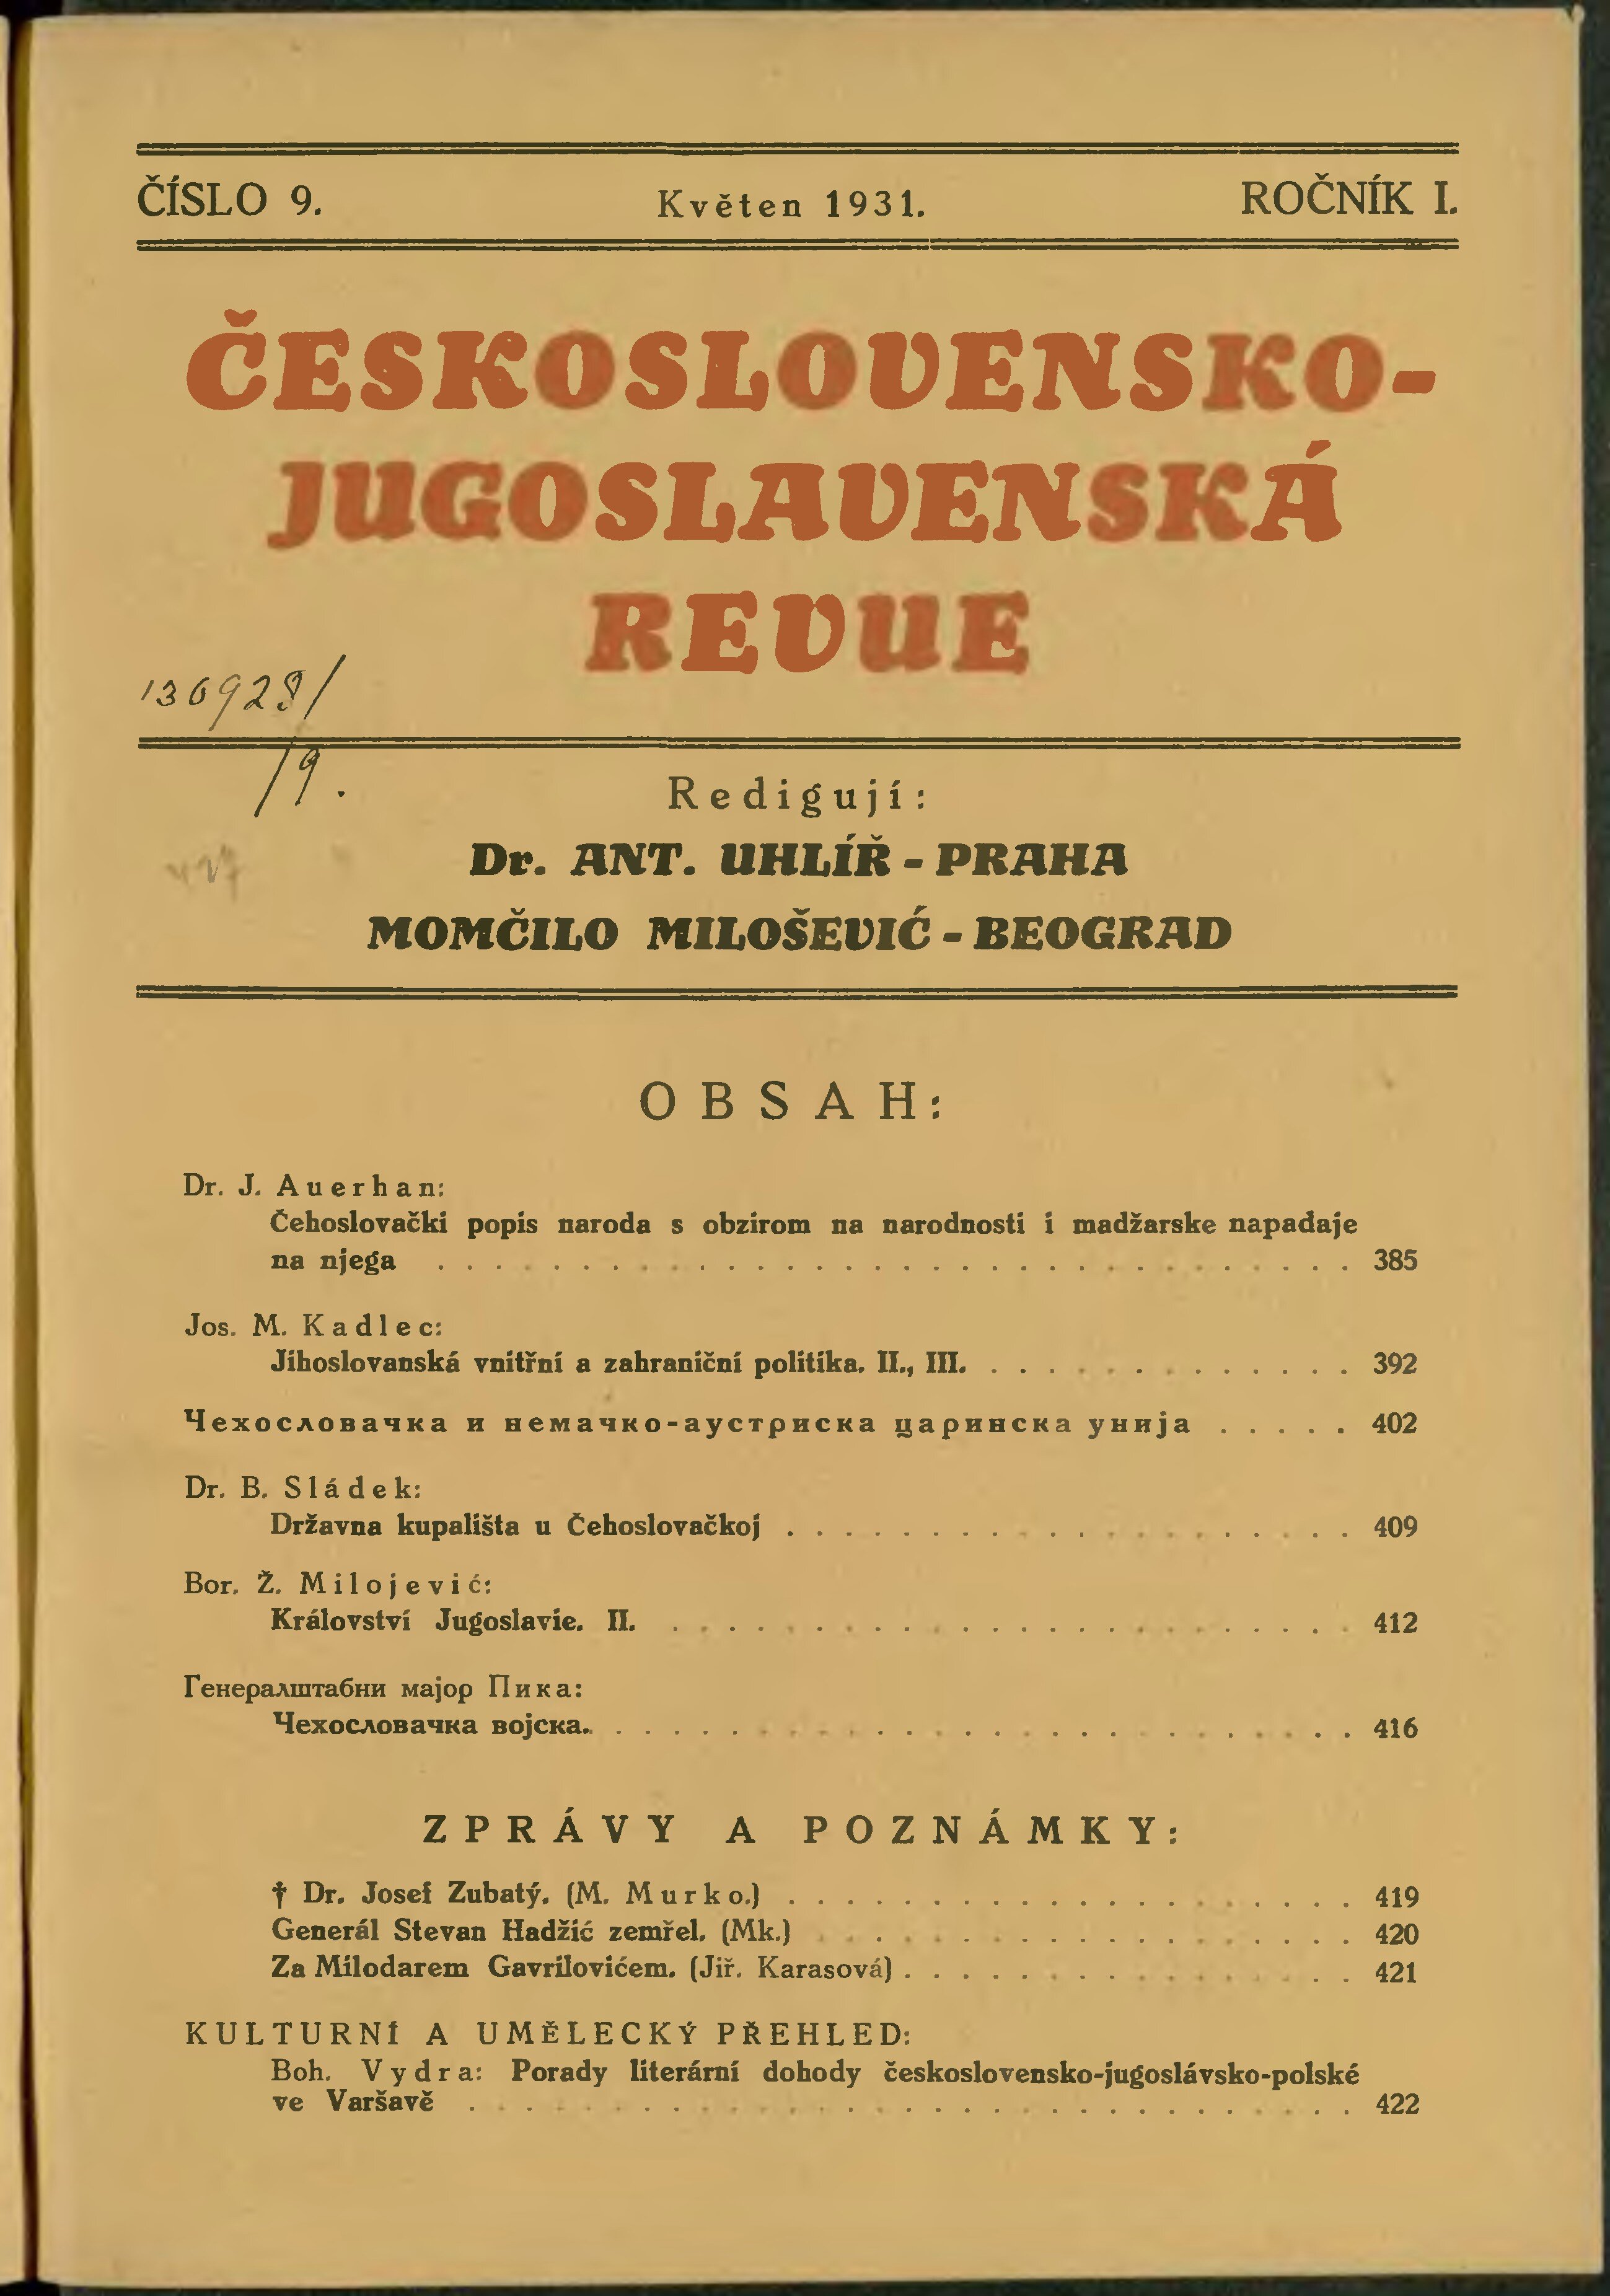 ČÍSLO 9. Květen 1931. ROČNÍK I.
ČESKOSLOVENSKO-
JUGOSLAVENSKÁ
REVUE
130928/
/9.
Redigují:
Dr. ANT. UHLÍŘ - PRAHA
MOMČILO MILOŠEVIĆ - BEOGRAD
OBSAH:
Dr. J. Auerhan:
Čehoslovački popis naroda s obzirom na narodnosti i madžarske napadaje
na njega . . . . . . . . . . . . . . . . . . . . . . . . . . . . . . . . 385
Jos. M. Kadlec:
Jihoslovanská vnitřní a zahraniční politika. II., III. . . . . . . . . . . . . . 392
Чехословачка и немачко-аустриска царинска унија . . . . . 402
Dr. B. Sládek:
Državna kupališta u Čehoslovačkoj . . . . . . . . . . . . . . . . . . . . 409
Bor. Ž. Milojević:
Království Jugoslavie. II. . . . . . . . . . . . . . . . . . . . . . . . . 412
Генералштабни мајор Пика:
Чехословачка војска. . . . . . . . . . . . . . . . . . . . . . . . . . . 416
ZPRÁVY A POZNÁMKY:
† Dr. Josef Zubatý. (M. Murko.) . . . . . . . . . . . . . . . . . . . . 419
Generál Stevan Hadžić zemřel. (Mk.) . . . . . . . . . . . . . . . . . . . 420
Za Milodarem Gavrilovićem. (Jiř. Karasová) . . . . . . . . . . . . . . . . 421
KULTURNÍ A UMĚLECKÝ PŘEHLED:
Boh. Vydra: Porady literární dohody československo-jugoslávsko-polské
ve Varšavě . . . . . . . . . . . . . . . . . . . . . . . . . . . . . . . 422